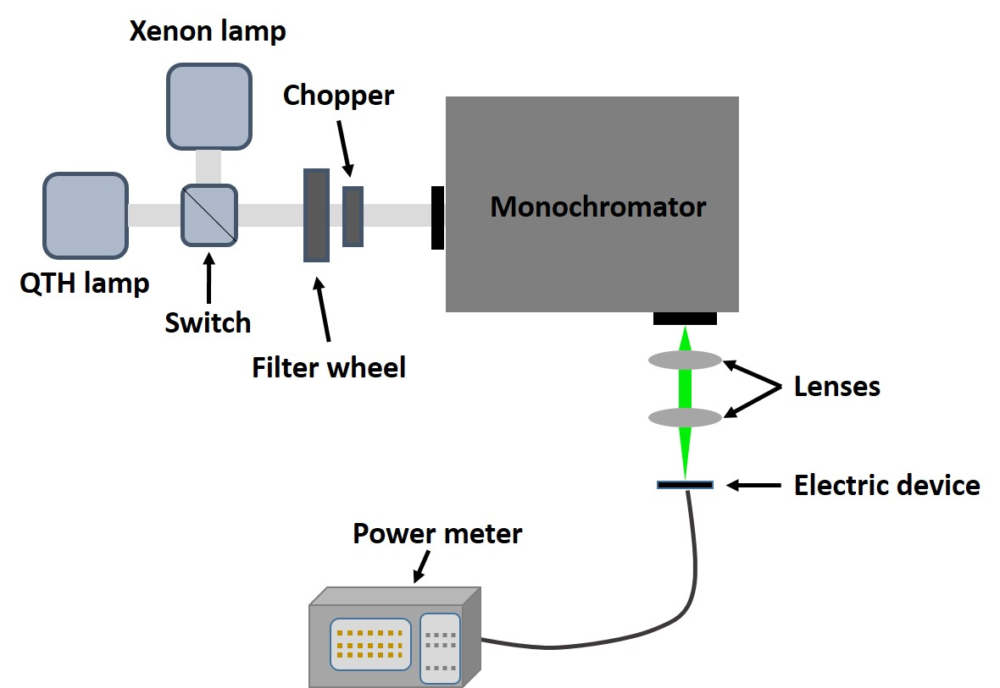 Xenon lamp
Chopper
Monochromator
QTH lamp
Switch
Filter wheel
Lenses
Electric device
Power meter